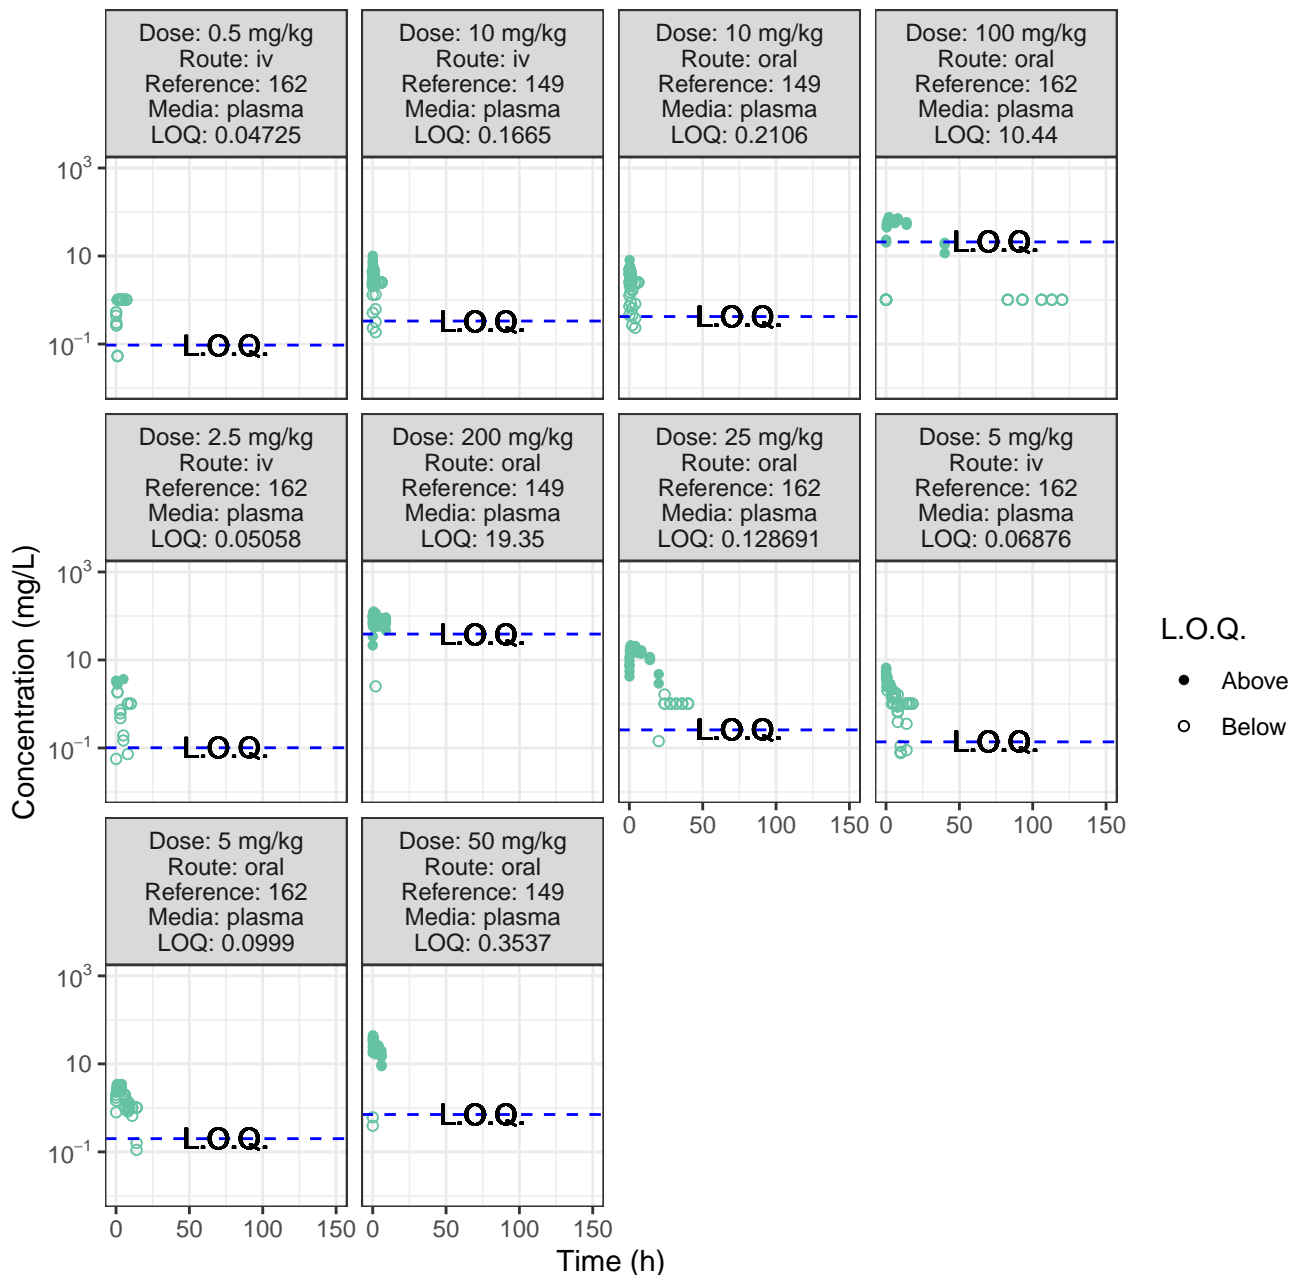 Dose: 0.5 mg/kg
Route: iv
Reference: 162
Media: plasma
LOQ: 0.04725
Dose: 10 mg/kg
Route: iv
Reference: 149
Media: plasma
LOQ: 0.1665
Dose: 10 mg/kg
Route: oral
Reference: 149
Media: plasma
LOQ: 0.2106
Dose: 100 mg/kg
Route: oral
Reference: 162
Media: plasma
LOQ: 10.44
10³
10
10⁻¹
L.O.Q.
L.O.Q.
L.O.Q.
L.O.Q.
Dose: 2.5 mg/kg
Route: iv
Reference: 162
Media: plasma
LOQ: 0.05058
Dose: 200 mg/kg
Route: oral
Reference: 149
Media: plasma
LOQ: 19.35
Dose: 25 mg/kg
Route: oral
Reference: 162
Media: plasma
LOQ: 0.128691
Dose: 5 mg/kg
Route: iv
Reference: 162
Media: plasma
LOQ: 0.06876
10³
10
10⁻¹
L.O.Q.
L.O.Q.
L.O.Q.
L.O.Q.
0 50 100 150
0 50 100 150
Dose: 5 mg/kg
Route: oral
Reference: 162
Media: plasma
LOQ: 0.0999
Dose: 50 mg/kg
Route: oral
Reference: 149
Media: plasma
LOQ: 0.3537
10³
10
10⁻¹
L.O.Q.
L.O.Q.
0 50 100 150
0 50 100 150
Time (h)
Concentration (mg/L)
L.O.Q.
Above
Below